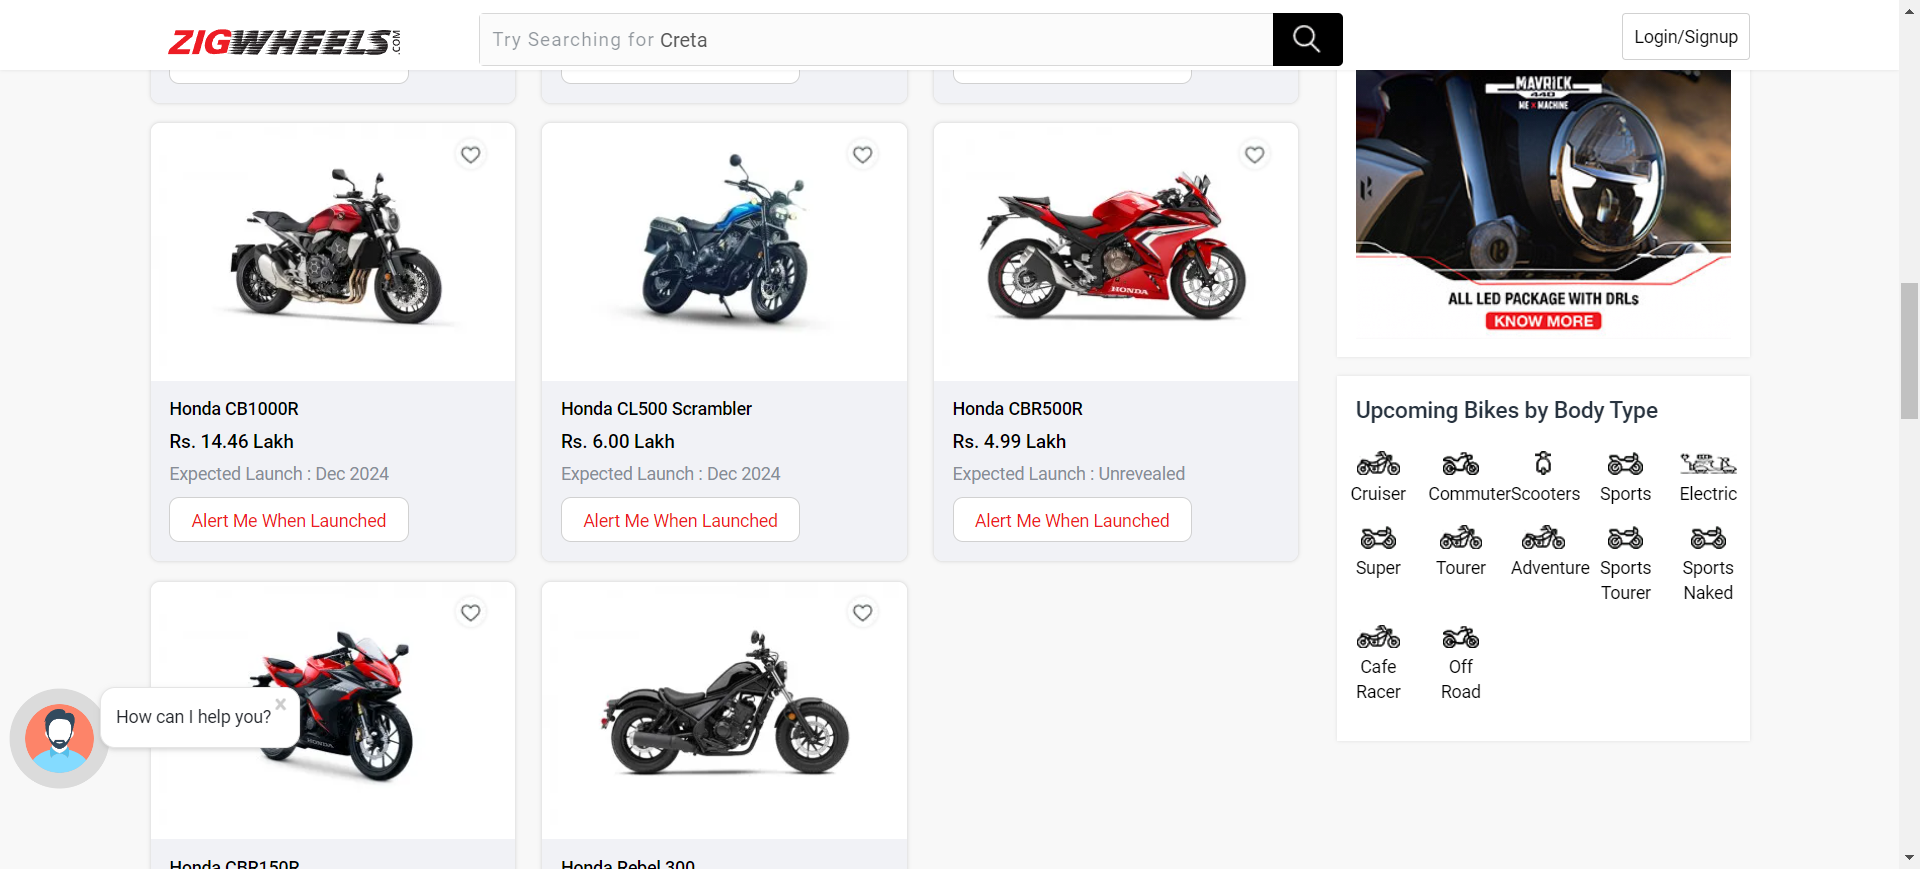 ZIGWHEELS.COM
Try Searching for Creta
Login/Signup
MAVRICK
440
ME X MACHINE
ALL LED PACKAGE WITH DRLs
KNOW MORE
HONDA
Honda CB1000R
Rs. 14.46 Lakh
Expected Launch : Dec 2024
Alert Me When Launched
Honda CL500 Scrambler
Rs. 6.00 Lakh
Expected Launch : Dec 2024
Alert Me When Launched
Honda CBR500R
Rs. 4.99 Lakh
Expected Launch : Unrevealed
Alert Me When Launched
Upcoming Bikes by Body Type
Cruiser
Commuter
Scooters
Sports
Electric
Super
Tourer
Adventure
Sports
Tourer
Sports
Naked
Cafe
Racer
Off
Road
How can I help you?
HONDA
Honda CBR150R
Honda Rebel 300